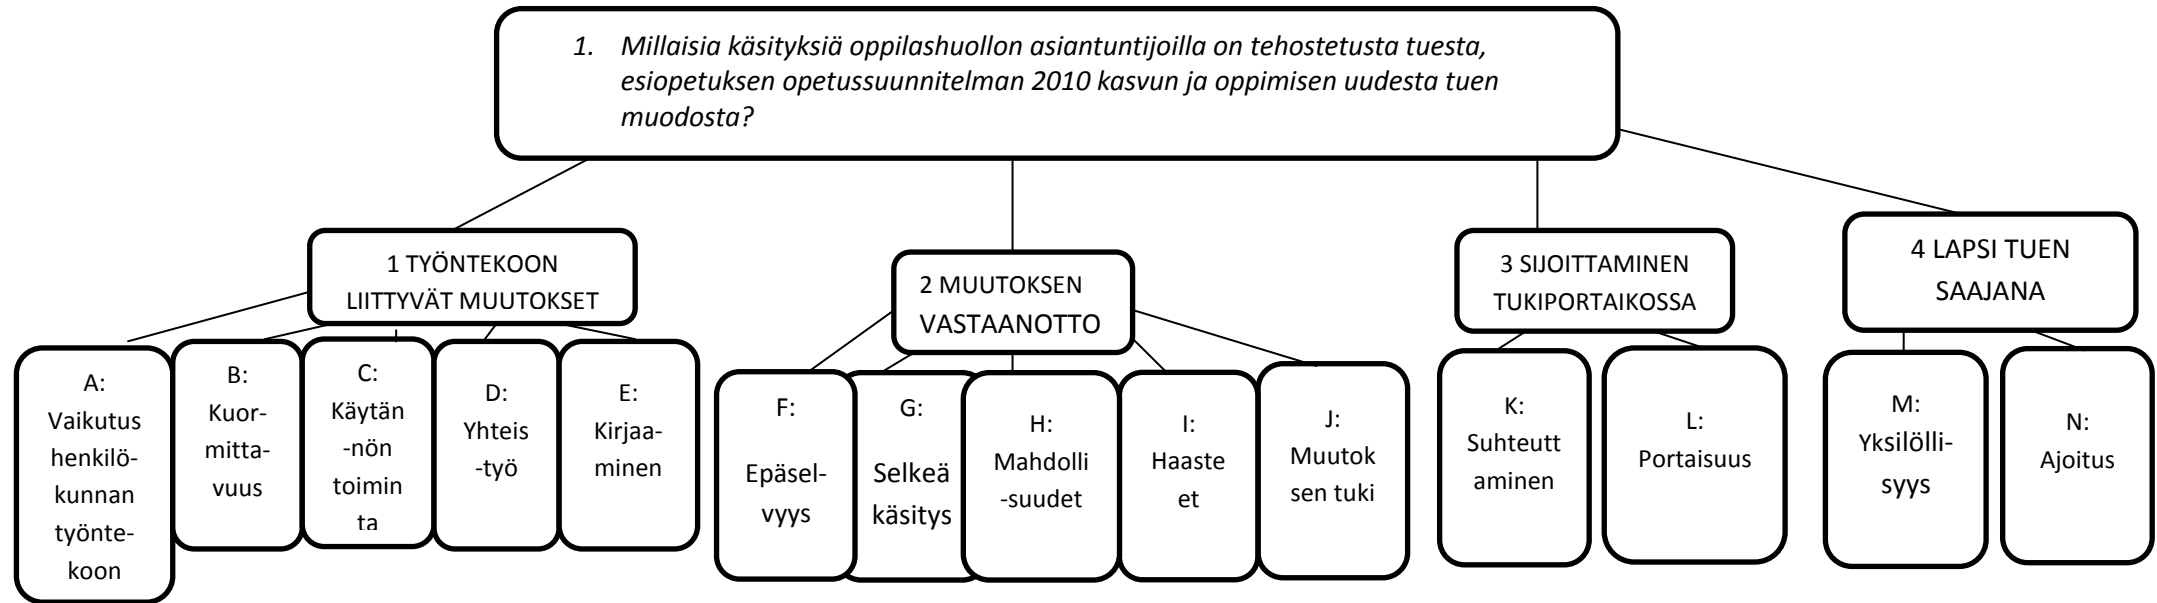 1. Millaisia käsityksiä oppilashuollon asiantuntijoilla on tehostetusta tuesta,
esiopetuksen opetussuunnitelman 2010 kasvun ja oppimisen uudesta tuen
muodosta?
1 TYÖNTEKOON
LIITTYVÄT MUUTOKSET
2 MUUTOKSEN
VASTAANOTTO
3 SIJOITTAMINEN
TUKIPORTAIKOSSA
4 LAPSI TUEN
SAAJANA
A:
Vaikutus
henkilö-
kunnan
työnte-
koon
B:
Kuor-
mitta-
vuus
C:
Käytän
-nön
toimin
ta
D:
Yhteis
-työ
E:
Kirjaa-
minen
F:
Epäsel-
vyys
G:
Selkeä
käsitys
H:
Mahdolli
-suudet
I:
Haaste
et
J:
Muutok
sen tuki
K:
Suhteutt
aminen
L:
Portaisuus
M:
Yksilölli-
syys
N:
Ajoitus